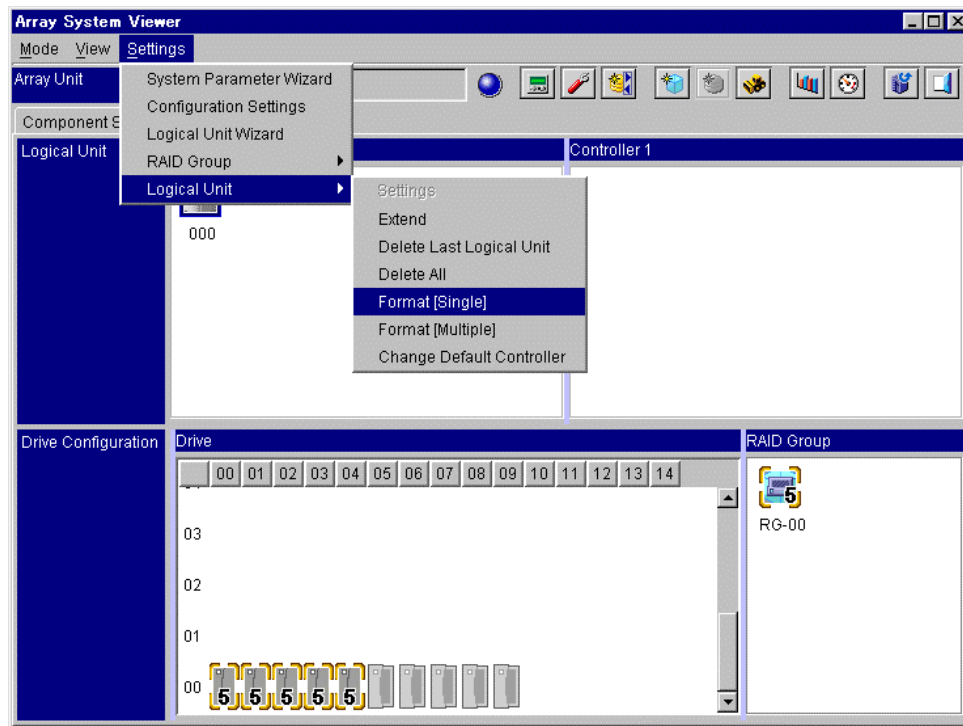 Array System Viewer
Mode View Settings
Array Unit
System Parameter Wizard
Configuration Settings
Logical Unit Wizard
RAID Group
Logical Unit
Settings
Extend
Delete Last Logical Unit
Delete All
Format [Single]
Format [Multiple]
Change Default Controller
Component S
Logical Unit
Controller 1
000
Drive Configuration
Drive
00 01 02 03 04 05 06 07 08 09 10 11 12 13 14
03
02
01
00 5 5 5 5 5
RAID Group
5
RG-00